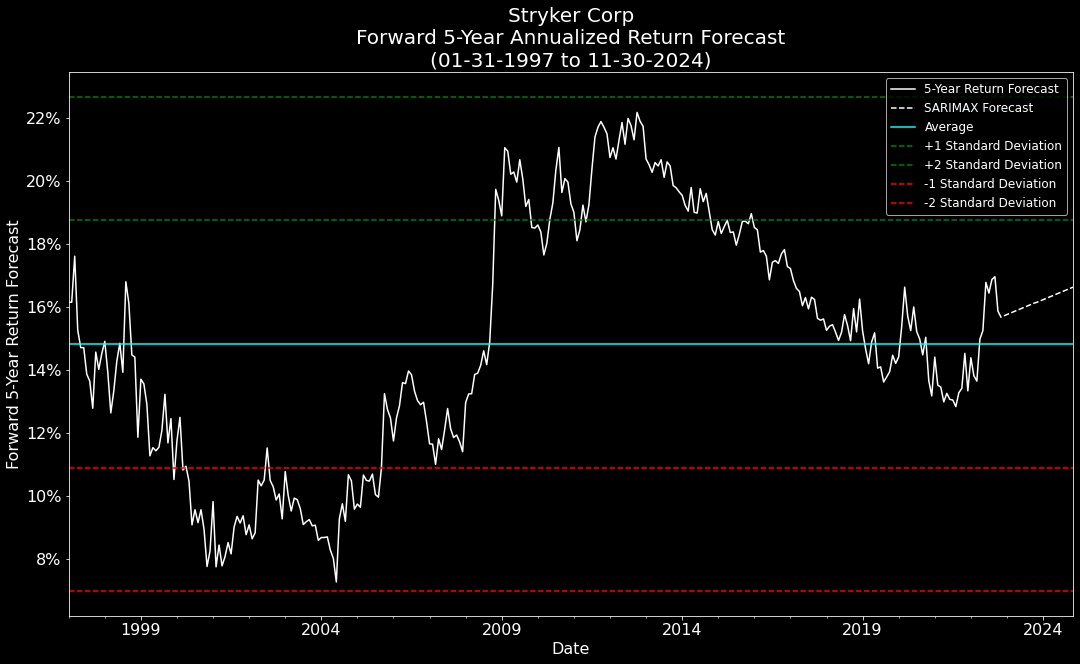 Stryker Corp
Forward 5-Year Annualized Return Forecast
(01-31-1997 to 11-30-2024)
5-Year Return Forecast
SARIMAX Forecast
Average
+1 Standard Deviation
+2 Standard Deviation
-1 Standard Deviation
-2 Standard Deviation
Forward 5-Year Return Forecast
22%
20%
18%
16%
14%
12%
10%
8%
1999 2004 2009 2014 2019 2024
Date